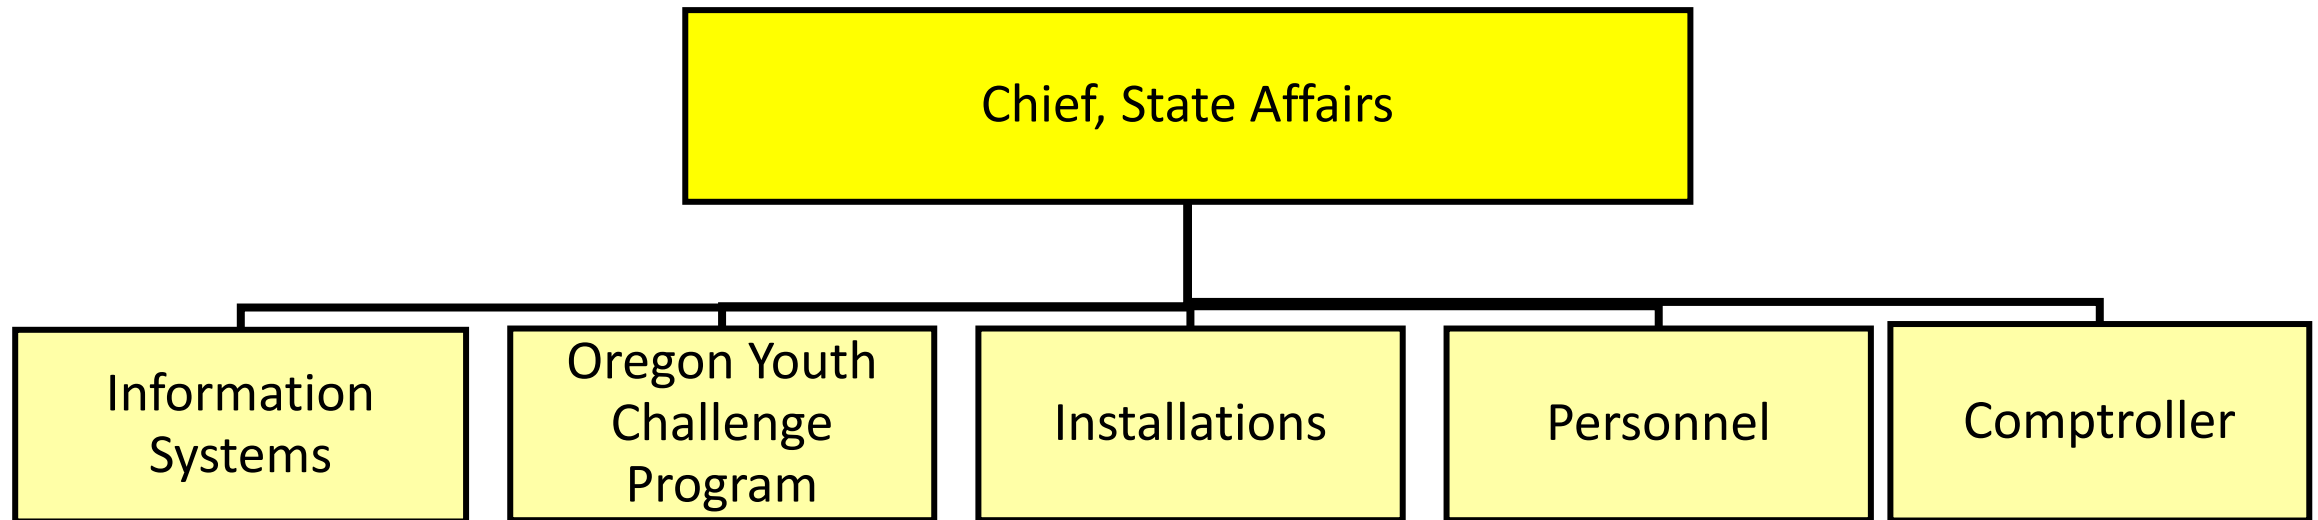 Chief, State Affairs
Information
Systems
Oregon Youth
Challenge
Program
Installations
Personnel
Comptroller